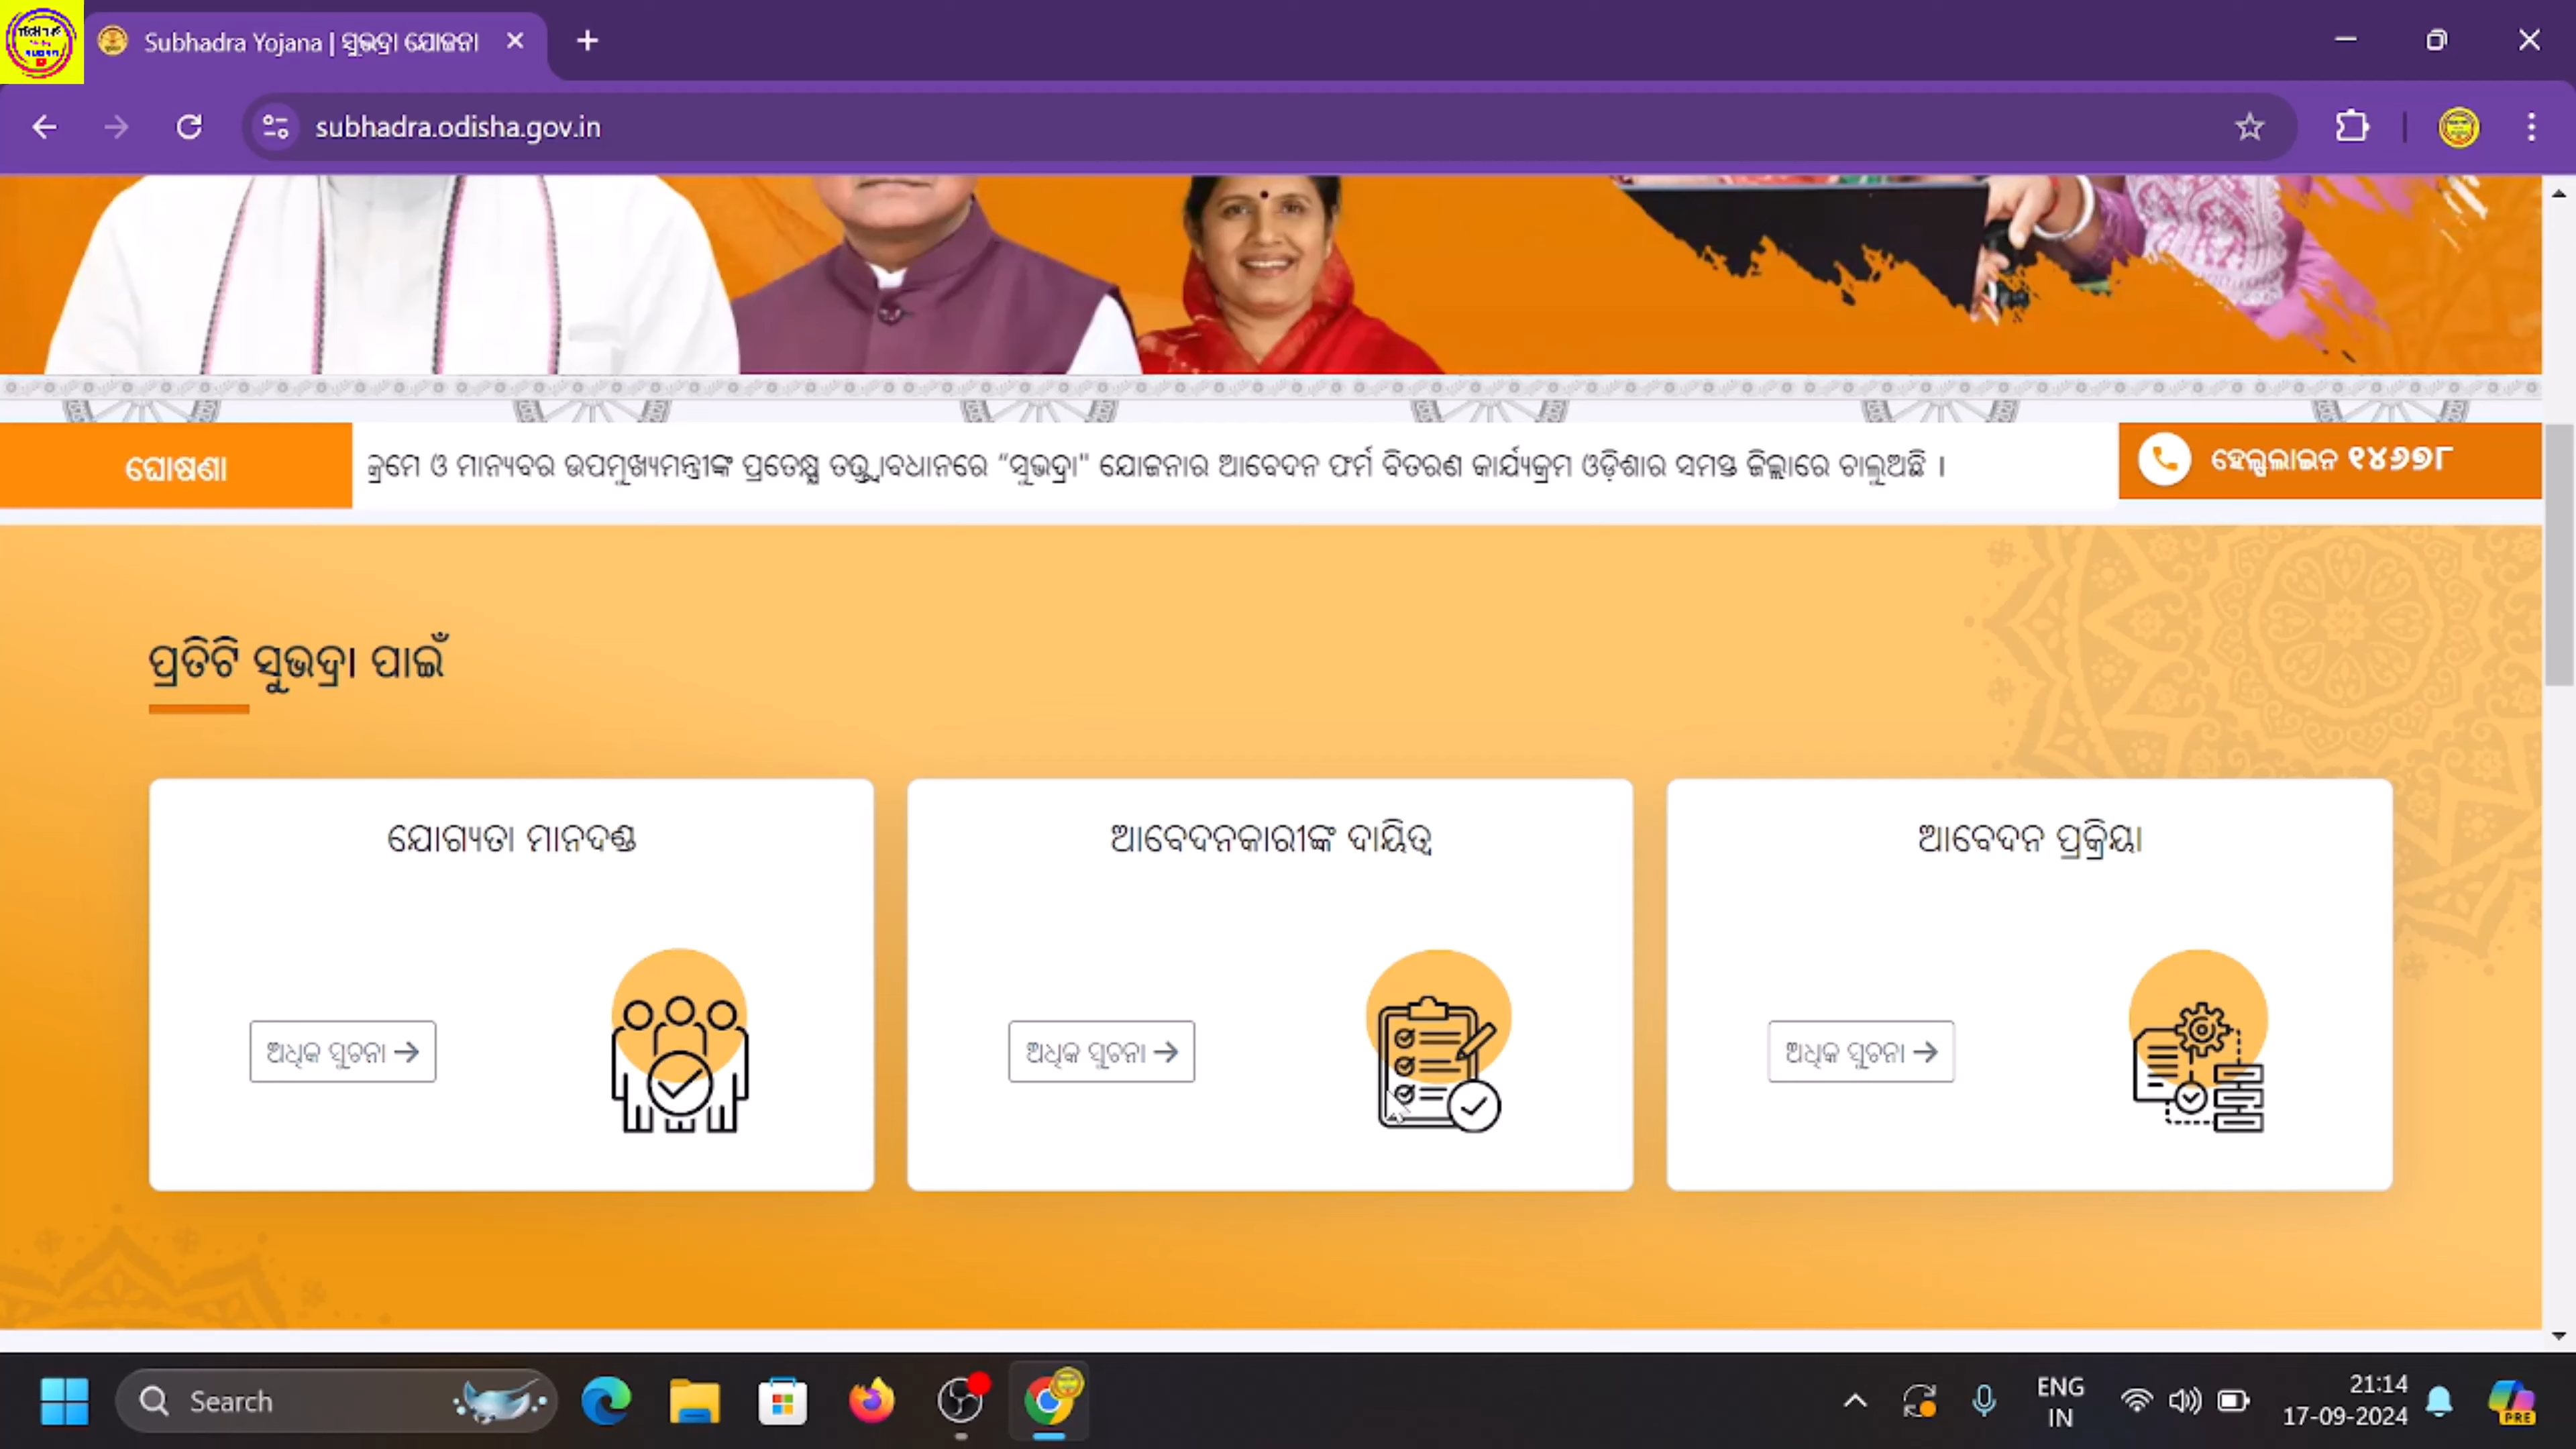 Subhadra Yojana | ସୁଭଦ୍ରା ଯୋଜନା
subhadra.odisha.gov.in
ଘୋଷଣା
କ୍ରମେ ଓ ମାନ୍ୟବର ଉପମୁଖ୍ୟମନ୍ତ୍ରୀଙ୍କ ପ୍ରତେକ୍ଷ୍ଯ ତତ୍ତ୍ୱାବଧାନରେ “ସୁଭଦ୍ରା" ଯୋଜନାର ଆବେଦନ ଫର୍ମ ବିତରଣ କାର୍ଯ୍ୟକ୍ରମ ଓଡ଼ିଶାର ସମସ୍ତ ଜିଲ୍ଲାରେ ଚାଲୁଅଛି ।
ହେଲ୍ପଲାଇନ ୧୪୬୭୮
ପ୍ରତିଟି ସୁଭଦ୍ରା ପାଇଁ
ଯୋଗ୍ୟତା ମାନଦଣ୍ଡ
ଆବେଦନକାରୀଙ୍କ ଦାୟିତ୍ୱ
ଆବେଦନ ପ୍ରକ୍ରିୟା
ଅଧିକ ସୁଚନା
ଅଧିକ ସୁଚନା
ଅଧିକ ସୁଚନା
Search
ENG
IN
21:14
17-09-2024
PRE